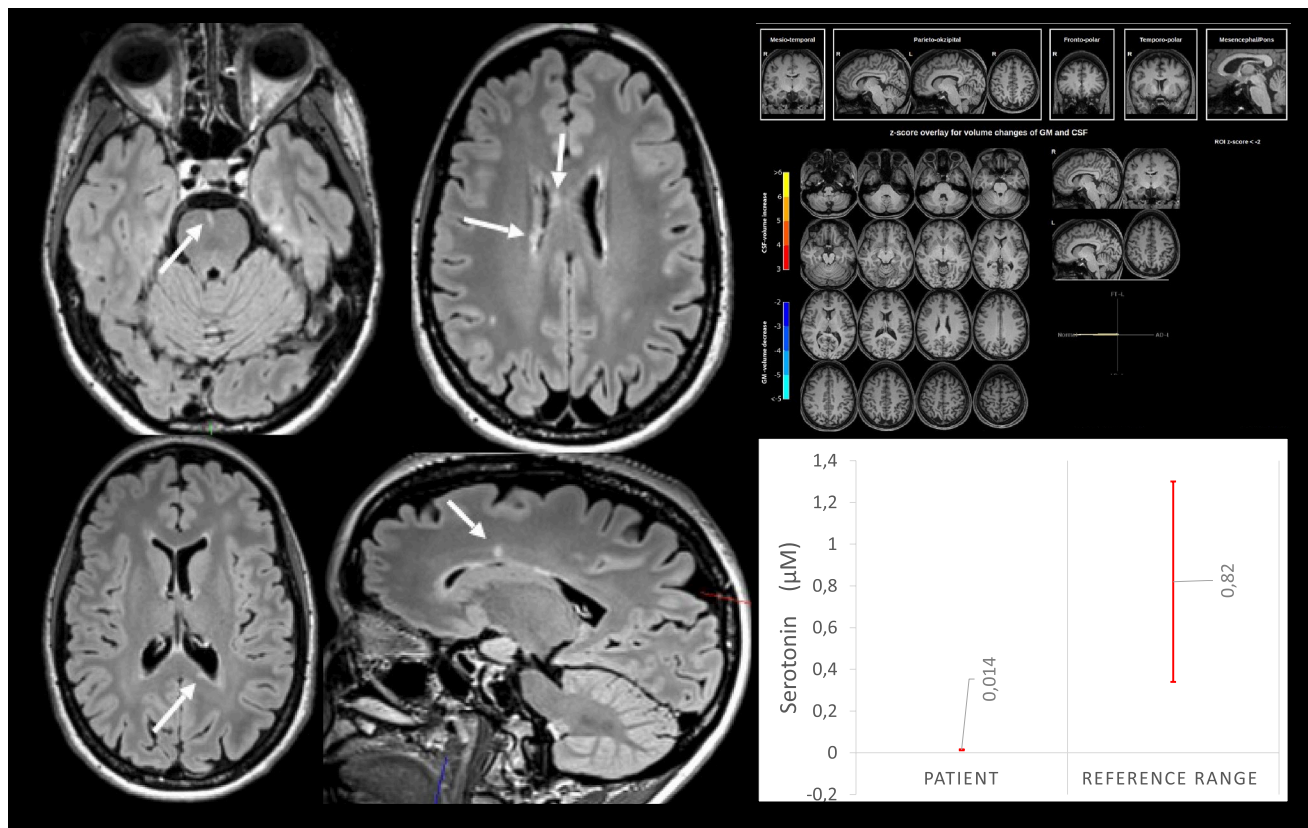 Mesio-temporal
Parieto-okzipital
Fronto-polar
Temporo-polar
Mesencephal/Pons
R
R
L
R
R
R
z-score overlay for volume changes of GM and CSF
ROI z-score < -2
CSF-volume increase
>6
6
5
4
3
GM -volume decrease
-2
-3
-4
-5
<-5
R
L
FT-L
AD-L
Serotonin (µM)
1,4
1,2
1
0,8
0,6
0,4
0,2
0
-0,2
0,014
0,82
PATIENT
REFERENCE RANGE